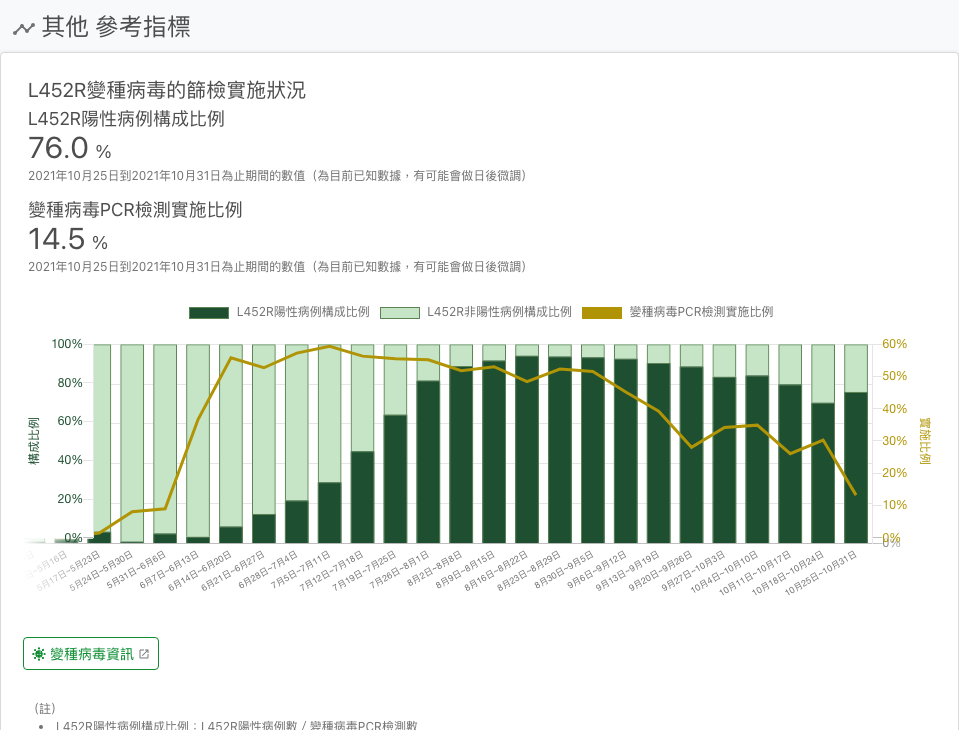 其他 參考指標
L452R變種病毒的篩檢實施狀況
L452R陽性病例構成比例
76.0 %
2021年10月25日到2021年10月31日為止期間的數值（為目前已知數據，有可能會做日後微調）
變種病毒PCR檢測實施比例
14.5 %
2021年10月25日到2021年10月31日為止期間的數值（為目前已知數據，有可能會做日後微調）
L452R陽性病例構成比例 L452R非陽性病例構成比例 變種病毒PCR檢測實施比例
構成比例
100%
80%
60%
40%
20%
0%
60%
50%
40%
30%
20%
10%
0%
0%
實施比例
5月16日
5月17日~5月23日
5月24日~5月30日
5月31日~6月6日
6月7日~6月13日
6月14日~6月20日
6月21日~6月27日
6月28日~7月4日
7月5日~7月11日
7月12日~7月18日
7月19日~7月25日
7月26日~8月1日
8月2日~8月8日
8月9日~8月15日
8月16日~8月22日
8月23日~8月29日
8月30日~9月5日
9月6日~9月12日
9月13日~9月19日
9月20日~9月26日
9月27日~10月3日
10月4日~10月10日
10月11日~10月17日
10月18日~10月24日
10月25日~10月31日
變種病毒資訊
（註）
• L452R陽性病例構成比例：L452R陽性病例數 / 變種病毒PCR檢測數